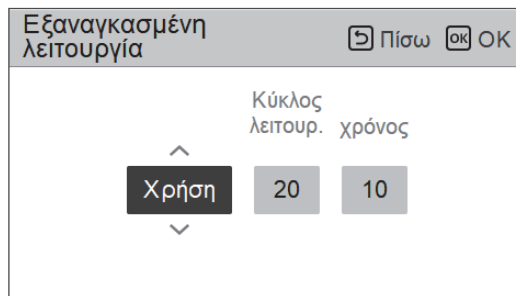 Εξαναγκασμένη
λειτουργία
Πίσω OK OK
Κύκλος
λειτουρ. χρόνος
Χρήση 20 10